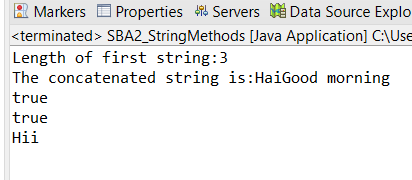 Markers Properties Servers Data Source Explo
<terminated> SBA2_StringMethods [Java Application] C:\Use
Length of first string:3
The concatenated string is:HaiGood morning
true
true
Hii